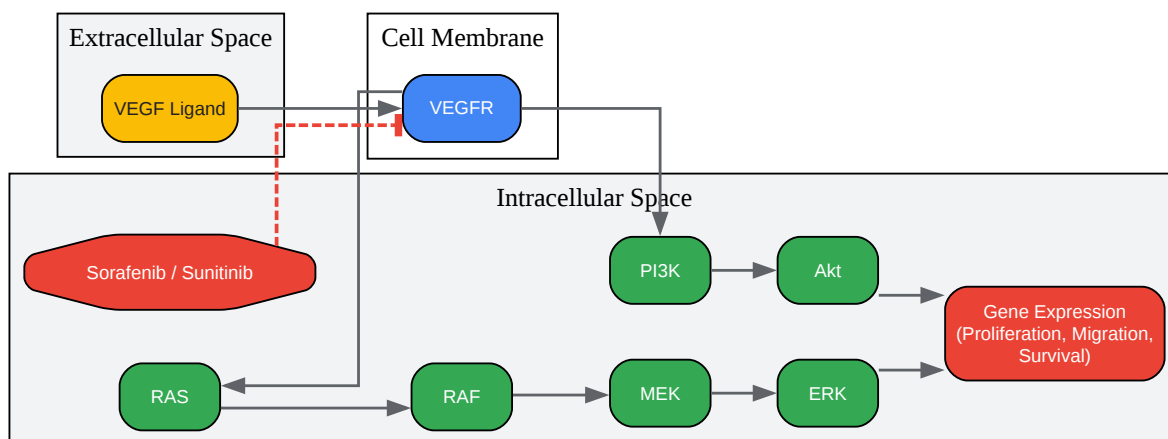 Extracellular Space
Cell Membrane
VEGF Ligand
VEGFR
Intracellular Space
Sorafenib / Sunitinib
PI3K
Akt
Gene Expression
(Proliferation, Migration,
Survival)
RAS
RAF
MEK
ERK